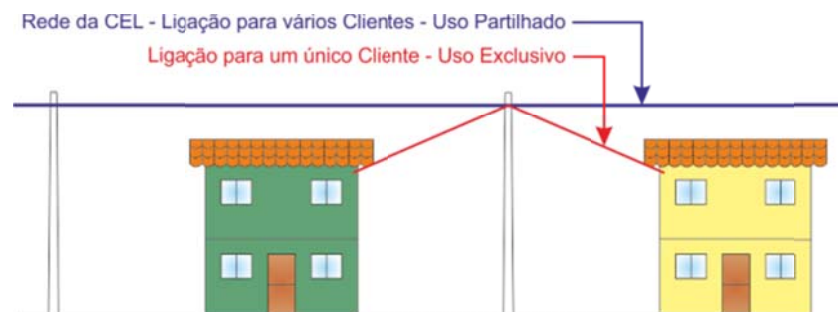 Rede da CEL - Ligação para vários Clientes - Uso Partilhado
Ligação para um único Cliente - Uso Exclusivo